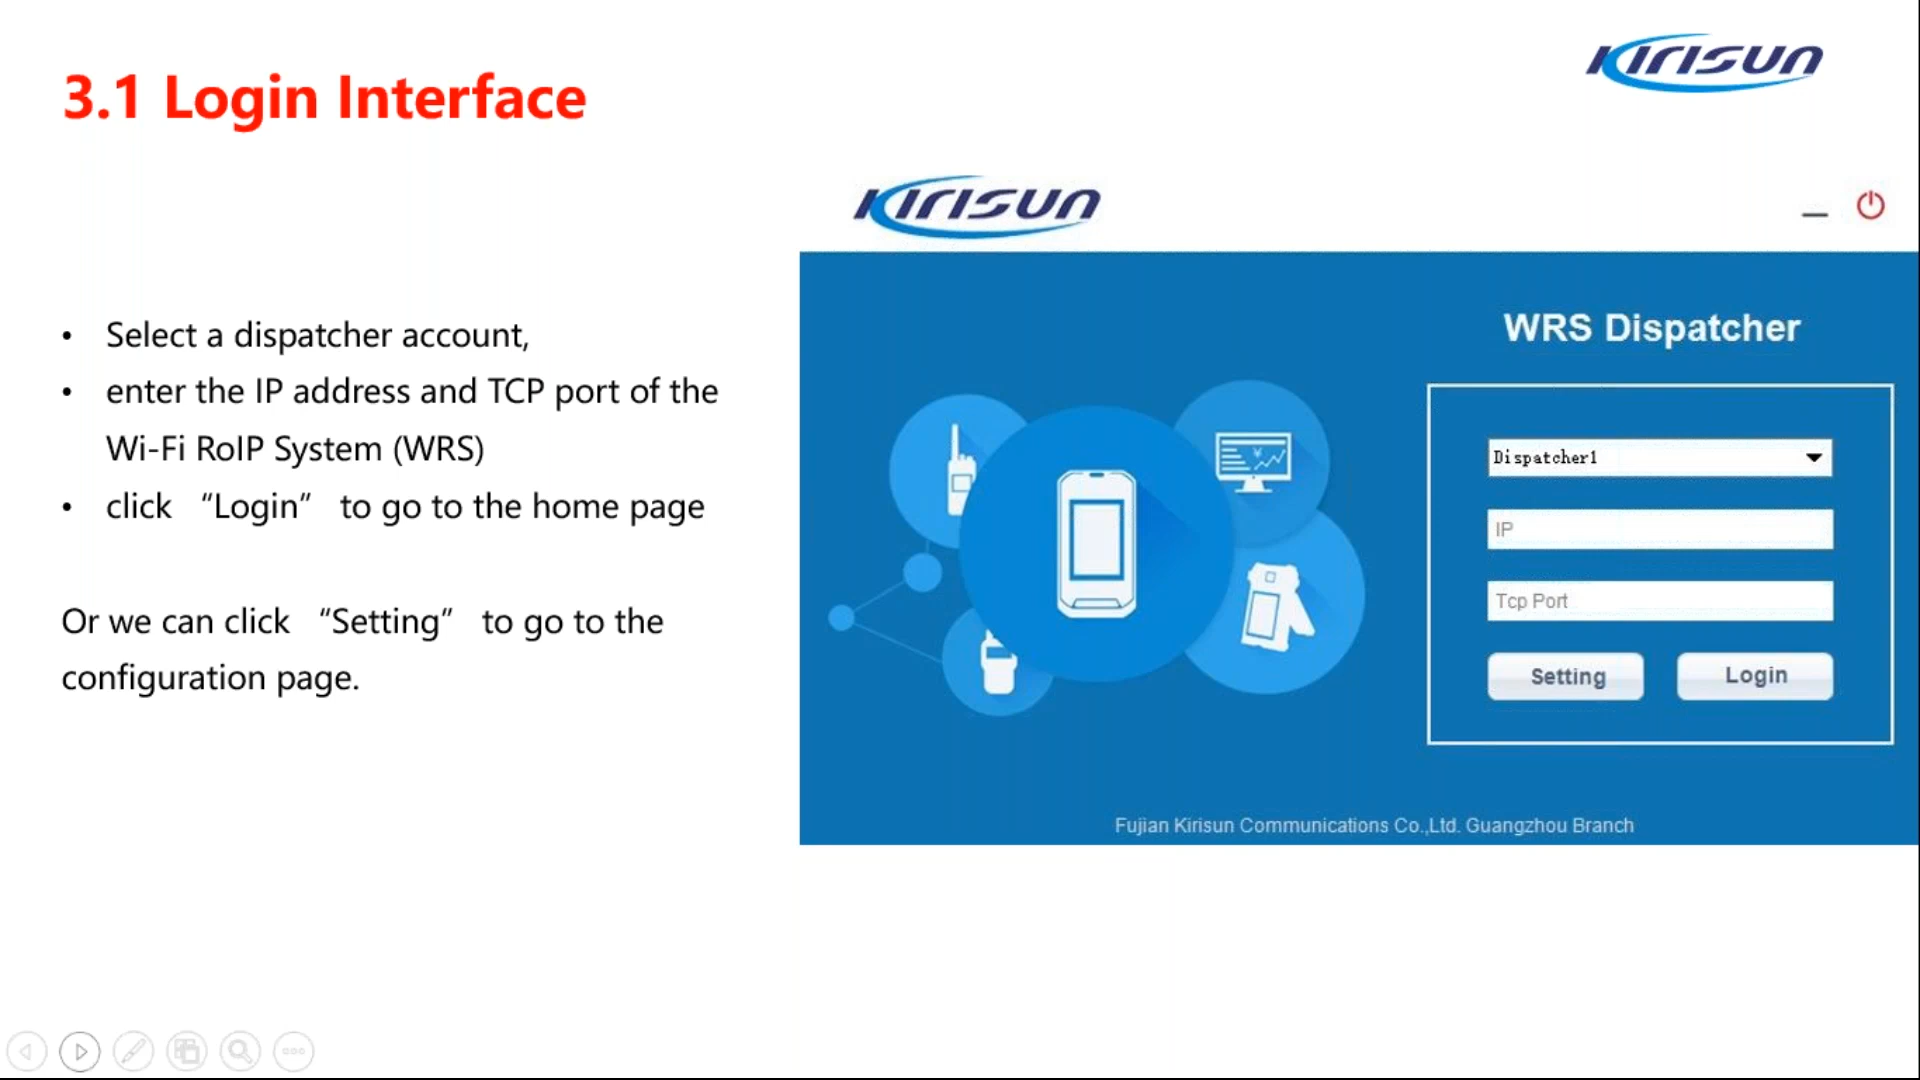 KIRISUN
3.1 Login Interface
KIRISUN
• Select a dispatcher account,
• enter the IP address and TCP port of the
Wi-Fi RoIP System (WRS)
• click “Login” to go to the home page
Or we can click “Setting” to go to the
configuration page.
WRS Dispatcher
Dispatcher1
IP
Tcp Port
Setting Login
Fujian Kirisun Communications Co.,Ltd. Guangzhou Branch